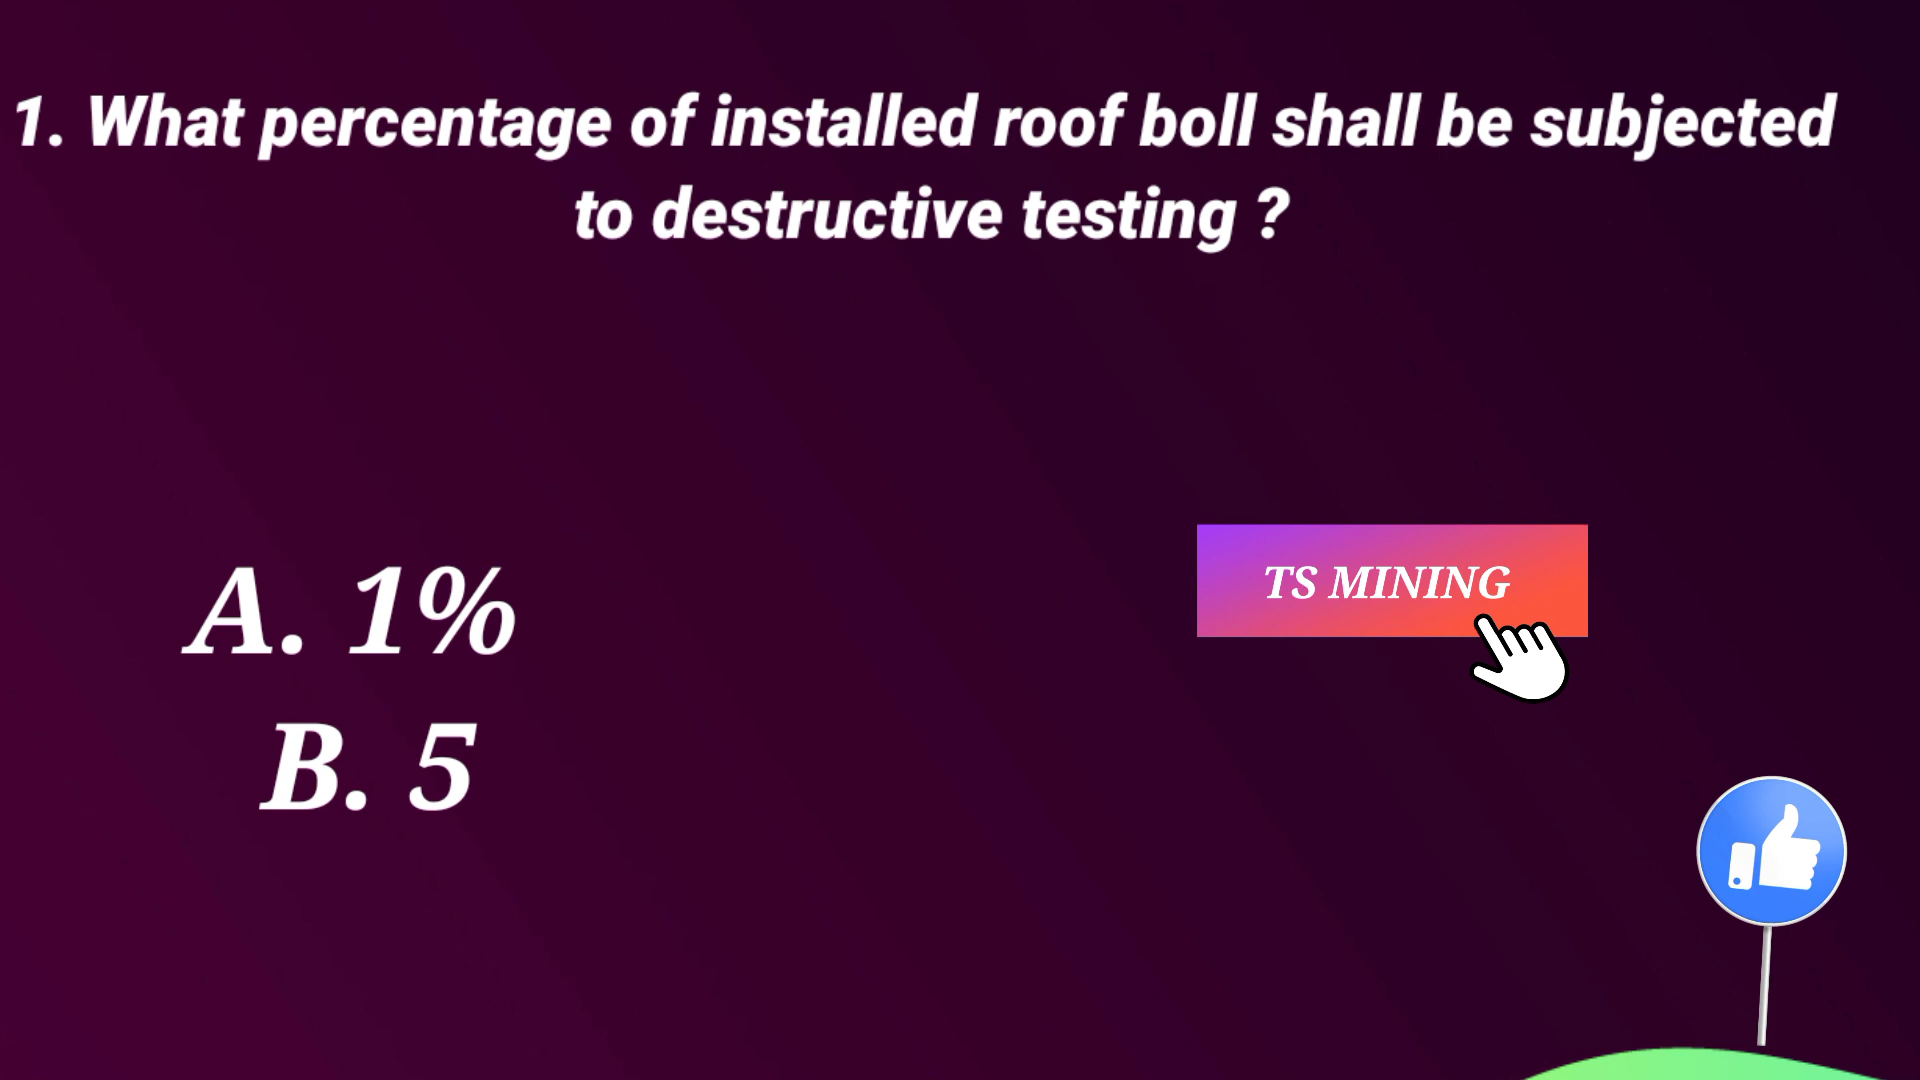 1. What percentage of installed roof boll shall be subjected
to destructive testing ?
A. 1%
B. 5
TS MINING